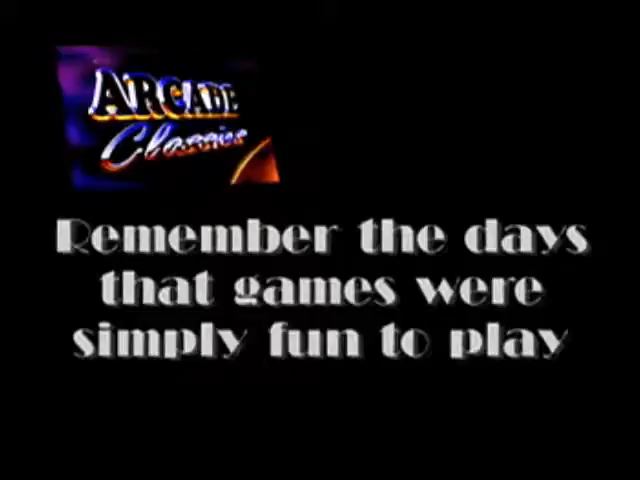 ARCADE
Classics
Remember the days
that games were
simply fun to play